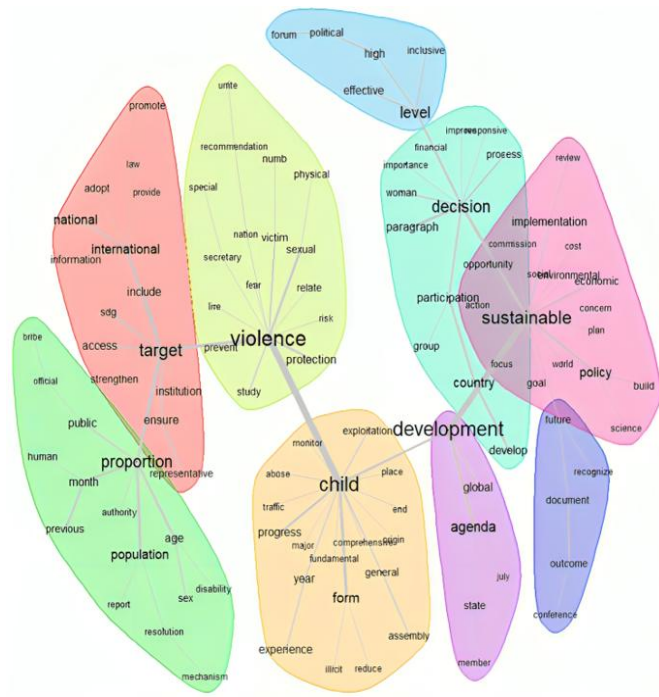 forum
political
high
inclusive
effective
level
promote
law
adopt
provide
national
international
information
include
sdg
access
target
strengthen
institution
ensure
representative
urrite
recommendation
numb
special
physical
nation
victim
sexual
secretary
fear
relate
lire
violence
risk
prevent
protection
study
improve
responsive
financial
process
importance
woman
decision
paragraph
commission
opportunity
participation
action
group
focus
country
develop
review
implementation
cost
social
environmental
economic
concern
sustainable
plan
world
policy
goal
build
science
bribe
official
public
human
proportion
month
previous
authority
age
population
disability
sex
report
resolution
mechanism
monitor
exploitation
abose
child
place
traffic
end
progress
origin
major
comprehensive
fundamental
year
general
form
experience
assembly
illicit
reduce
development
global
agenda
july
state
member
future
recognize
document
outcome
conference